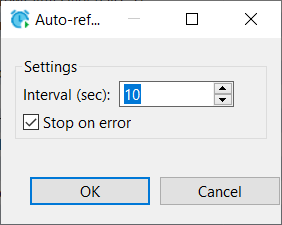 Auto-ref...
Settings
Interval (sec): 10
Stop on error
OK Cancel